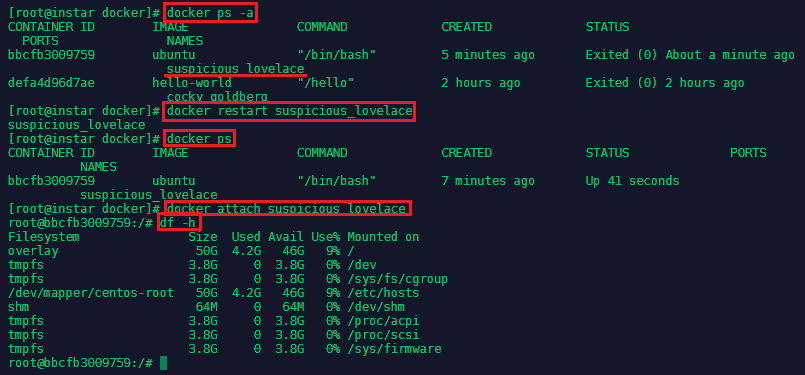 [root@instar docker]# docker ps -a
CONTAINER ID        IMAGE               COMMAND             CREATED             STATUS
  PORTS               NAMES
bbcfb3009759        ubuntu              "/bin/bash"         5 minutes ago       Exited (0) About a minute ago
                      suspicious_lovelace
defa4d96d7ae        hello-world         "/hello"            2 hours ago         Exited (0) 2 hours ago
                      cocky_goldberg
[root@instar docker]# docker restart suspicious_lovelace
suspicious_lovelace
[root@instar docker]# docker ps
CONTAINER ID        IMAGE               COMMAND             CREATED             STATUS              PORTS
          NAMES
bbcfb3009759        ubuntu              "/bin/bash"         7 minutes ago       Up 41 seconds
          suspicious_lovelace
[root@instar docker]# docker attach suspicious_lovelace
root@bbcfb3009759:/# df -h
Filesystem               Size  Used Avail Use% Mounted on
overlay                   50G  4.2G   46G   9% /
tmpfs                    3.8G     0  3.8G   0% /dev
tmpfs                    3.8G     0  3.8G   0% /sys/fs/cgroup
/dev/mapper/centos-root   50G  4.2G   46G   9% /etc/hosts
shm                       64M     0   64M   0% /dev/shm
tmpfs                    3.8G     0  3.8G   0% /proc/acpi
tmpfs                    3.8G     0  3.8G   0% /proc/scsi
tmpfs                    3.8G     0  3.8G   0% /sys/firmware
root@bbcfb3009759:/#